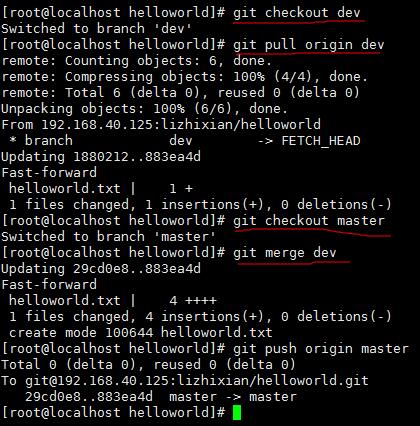 [root@localhost helloworld]# git checkout dev
Switched to branch 'dev'
[root@localhost helloworld]# git pull origin dev
remote: Counting objects: 6, done.
remote: Compressing objects: 100% (4/4), done.
remote: Total 6 (delta 0), reused 0 (delta 0)
Unpacking objects: 100% (6/6), done.
From 192.168.40.125:lizhixian/helloworld
 * branch            dev        -> FETCH_HEAD
Updating 1880212..883ea4d
Fast-forward
 helloworld.txt |    1 +
 1 files changed, 1 insertions(+), 0 deletions(-)
[root@localhost helloworld]# git checkout master
Switched to branch 'master'
[root@localhost helloworld]# git merge dev
Updating 29cd0e8..883ea4d
Fast-forward
 helloworld.txt |    4 ++++
 1 files changed, 4 insertions(+), 0 deletions(-)
 create mode 100644 helloworld.txt
[root@localhost helloworld]# git push origin master
Total 0 (delta 0), reused 0 (delta 0)
To git@192.168.40.125:lizhixian/helloworld.git
   29cd0e8..883ea4d  master -> master
[root@localhost helloworld]#